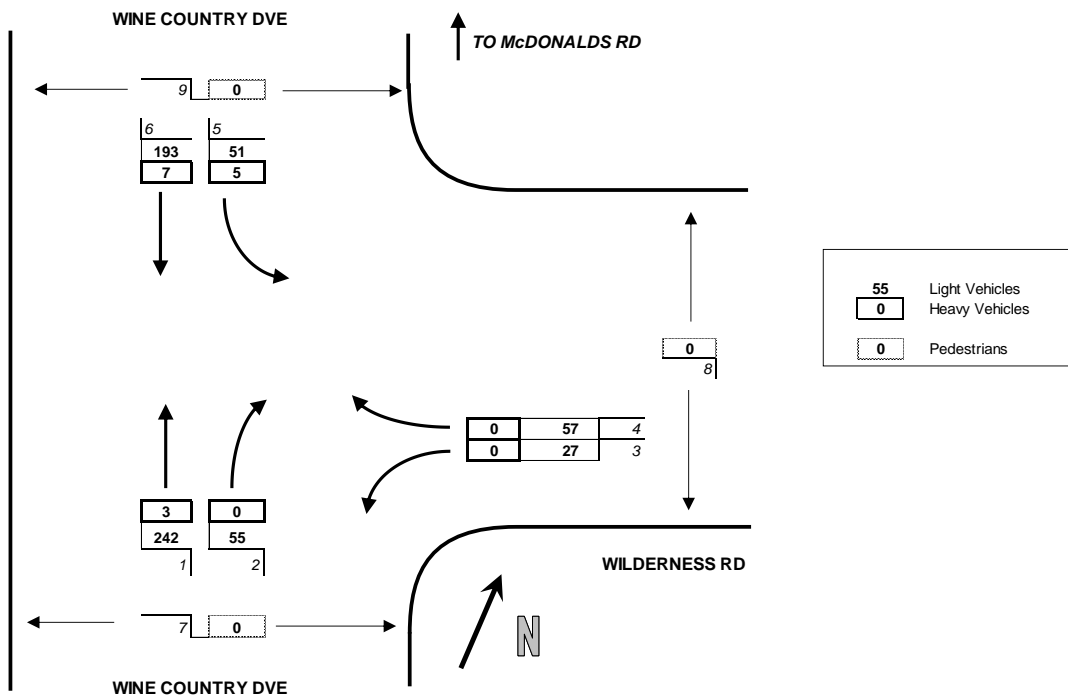 WINE COUNTRY DVE
TO McDONALDS RD
9 0
6 5
193 51
7 5
55 Light Vehicles
0 Heavy Vehicles
0 Pedestrians
0
8
0 57 4
0 27 3
3 0
242 55
1 2
WILDERNESS RD
7 0
N
WINE COUNTRY DVE